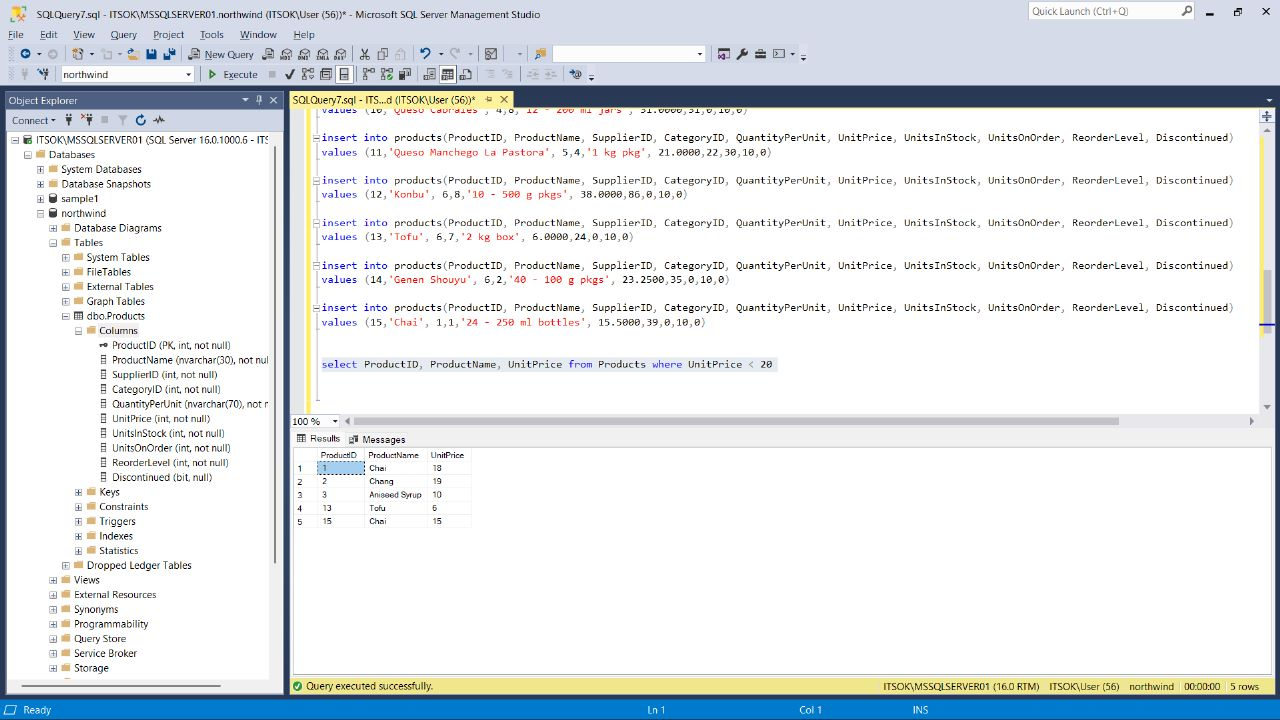 SQLQuery7.sql - ITSOK\MSSQLSERVER01.northwind (ITSOK\User (56))* - Microsoft SQL Server Management Studio
Quick Launch (Ctrl+Q)
File Edit View Query Project Tools Window Help
New Query
northwind
Execute
Object Explorer
SQLQuery7.sql - ITS...d (ITSOK\User (56))*
Connect
ITSOK\MSSQLSERVER01 (SQL Server 16.0.1000.6 - ITS
Databases
System Databases
Database Snapshots
sample1
northwind
Database Diagrams
Tables
System Tables
FileTables
External Tables
Graph Tables
dbo.Products
Columns
ProductID (PK, int, not null)
ProductName (nvarchar(30), not nul
SupplierID (int, not null)
CategoryID (int, not null)
QuantityPerUnit (nvarchar(70), not r
UnitPrice (int, not null)
UnitsInStock (int, not null)
UnitsOnOrder (int, not null)
ReorderLevel (int, not null)
Discontinued (bit, null)
Keys
Constraints
Triggers
Indexes
Statistics
Dropped Ledger Tables
Views
External Resources
Synonyms
Programmability
Query Store
Service Broker
Storage
values (10,'Queso Cabrales', 4,8,'12 - 200 ml jars', 31.0000,31,0,10,0)
insert into products(ProductID, ProductName, SupplierID, CategoryID, QuantityPerUnit, UnitPrice, UnitsInStock, UnitsOnOrder, ReorderLevel, Discontinued)
values (11,'Queso Manchego La Pastora', 5,4,'1 kg pkg', 21.0000,22,30,10,0)
insert into products(ProductID, ProductName, SupplierID, CategoryID, QuantityPerUnit, UnitPrice, UnitsInStock, UnitsOnOrder, ReorderLevel, Discontinued)
values (12,'Konbu', 6,8,'10 - 500 g pkgs', 38.0000,86,0,10,0)
insert into products(ProductID, ProductName, SupplierID, CategoryID, QuantityPerUnit, UnitPrice, UnitsInStock, UnitsOnOrder, ReorderLevel, Discontinued)
values (13,'Tofu', 6,7,'2 kg box', 6.0000,24,0,10,0)
insert into products(ProductID, ProductName, SupplierID, CategoryID, QuantityPerUnit, UnitPrice, UnitsInStock, UnitsOnOrder, ReorderLevel, Discontinued)
values (14,'Genen Shouyu', 6,2,'40 - 100 g pkgs', 23.2500,35,0,10,0)
insert into products(ProductID, ProductName, SupplierID, CategoryID, QuantityPerUnit, UnitPrice, UnitsInStock, UnitsOnOrder, ReorderLevel, Discontinued)
values (15,'Chai', 1,1,'24 - 250 ml bottles', 15.5000,39,0,10,0)
select ProductID, ProductName, UnitPrice from Products where UnitPrice < 20
100 %
Results Messages
ProductID ProductName UnitPrice
1 1 Chai 18
2 2 Chang 19
3 3 Aniseed Syrup 10
4 13 Tofu 6
5 15 Chai 15
Query executed successfully. ITSOK\MSSQLSERVER01 (16.0 RTM) ITSOK\User (56) northwind 00:00:00 5 rows
Ready Ln 1 Col 1 INS